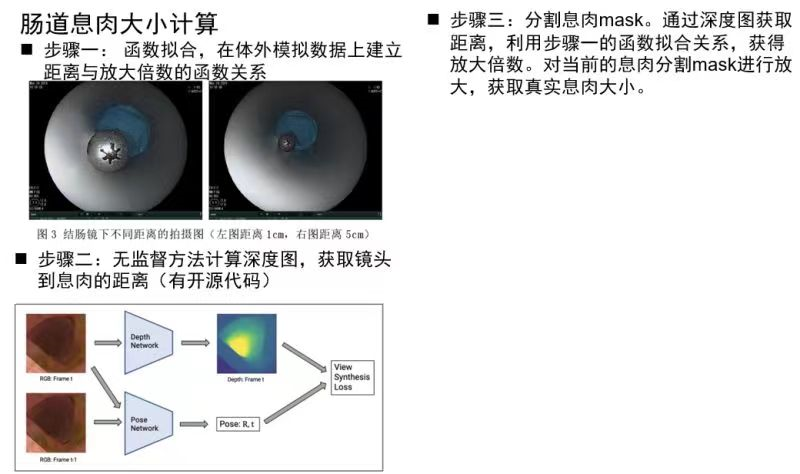 肠道息肉大小计算
■ 步骤一： 函数拟合，在体外模拟数据上建立
距离与放大倍数的函数关系
图 3 结肠镜下不同距离的拍摄图（左图距离 1cm，右图距离 5cm）
■ 步骤二：无监督方法计算深度图，获取镜头
到息肉的距离（有开源代码）
RGB: Frame t
Depth
Network
Depth: Frame t
View
Synthesis
Loss
RGB: Frame t-1
Pose
Network
Pose: R, t
■ 步骤三：分割息肉mask。通过深度图获取
距离，利用步骤一的函数拟合关系，获得
放大倍数。对当前的息肉分割mask进行放
大，获取真实息肉大小。